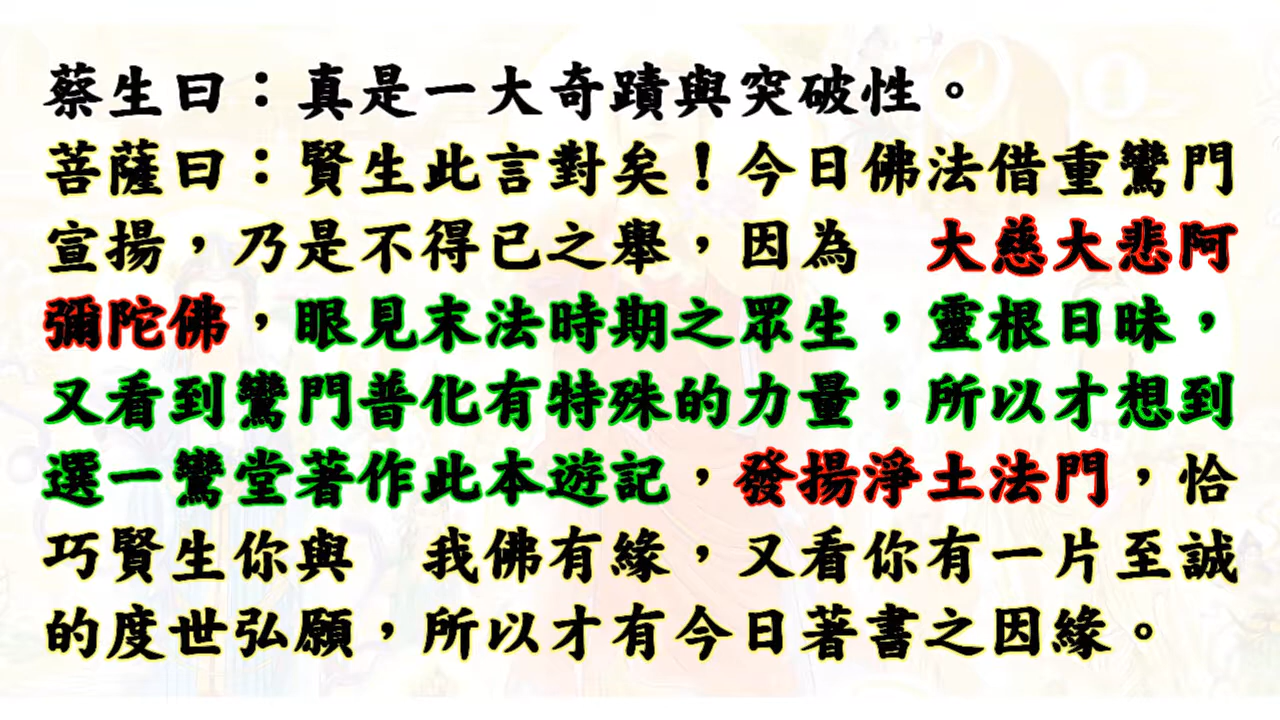 蔡生曰：真是一大奇蹟與突破性。
菩薩曰：賢生此言對矣！今日佛法借重鸞門
宣揚，乃是不得已之舉，因為　大慈大悲阿
彌陀佛，眼見末法時期之眾生，靈根日昧，
又看到鸞門普化有特殊的力量，所以才想到
選一鸞堂著作此本遊記，發揚淨土法門，恰
巧賢生你與　我佛有緣，又看你有一片至誠
的度世弘願，所以才有今日著書之因緣。